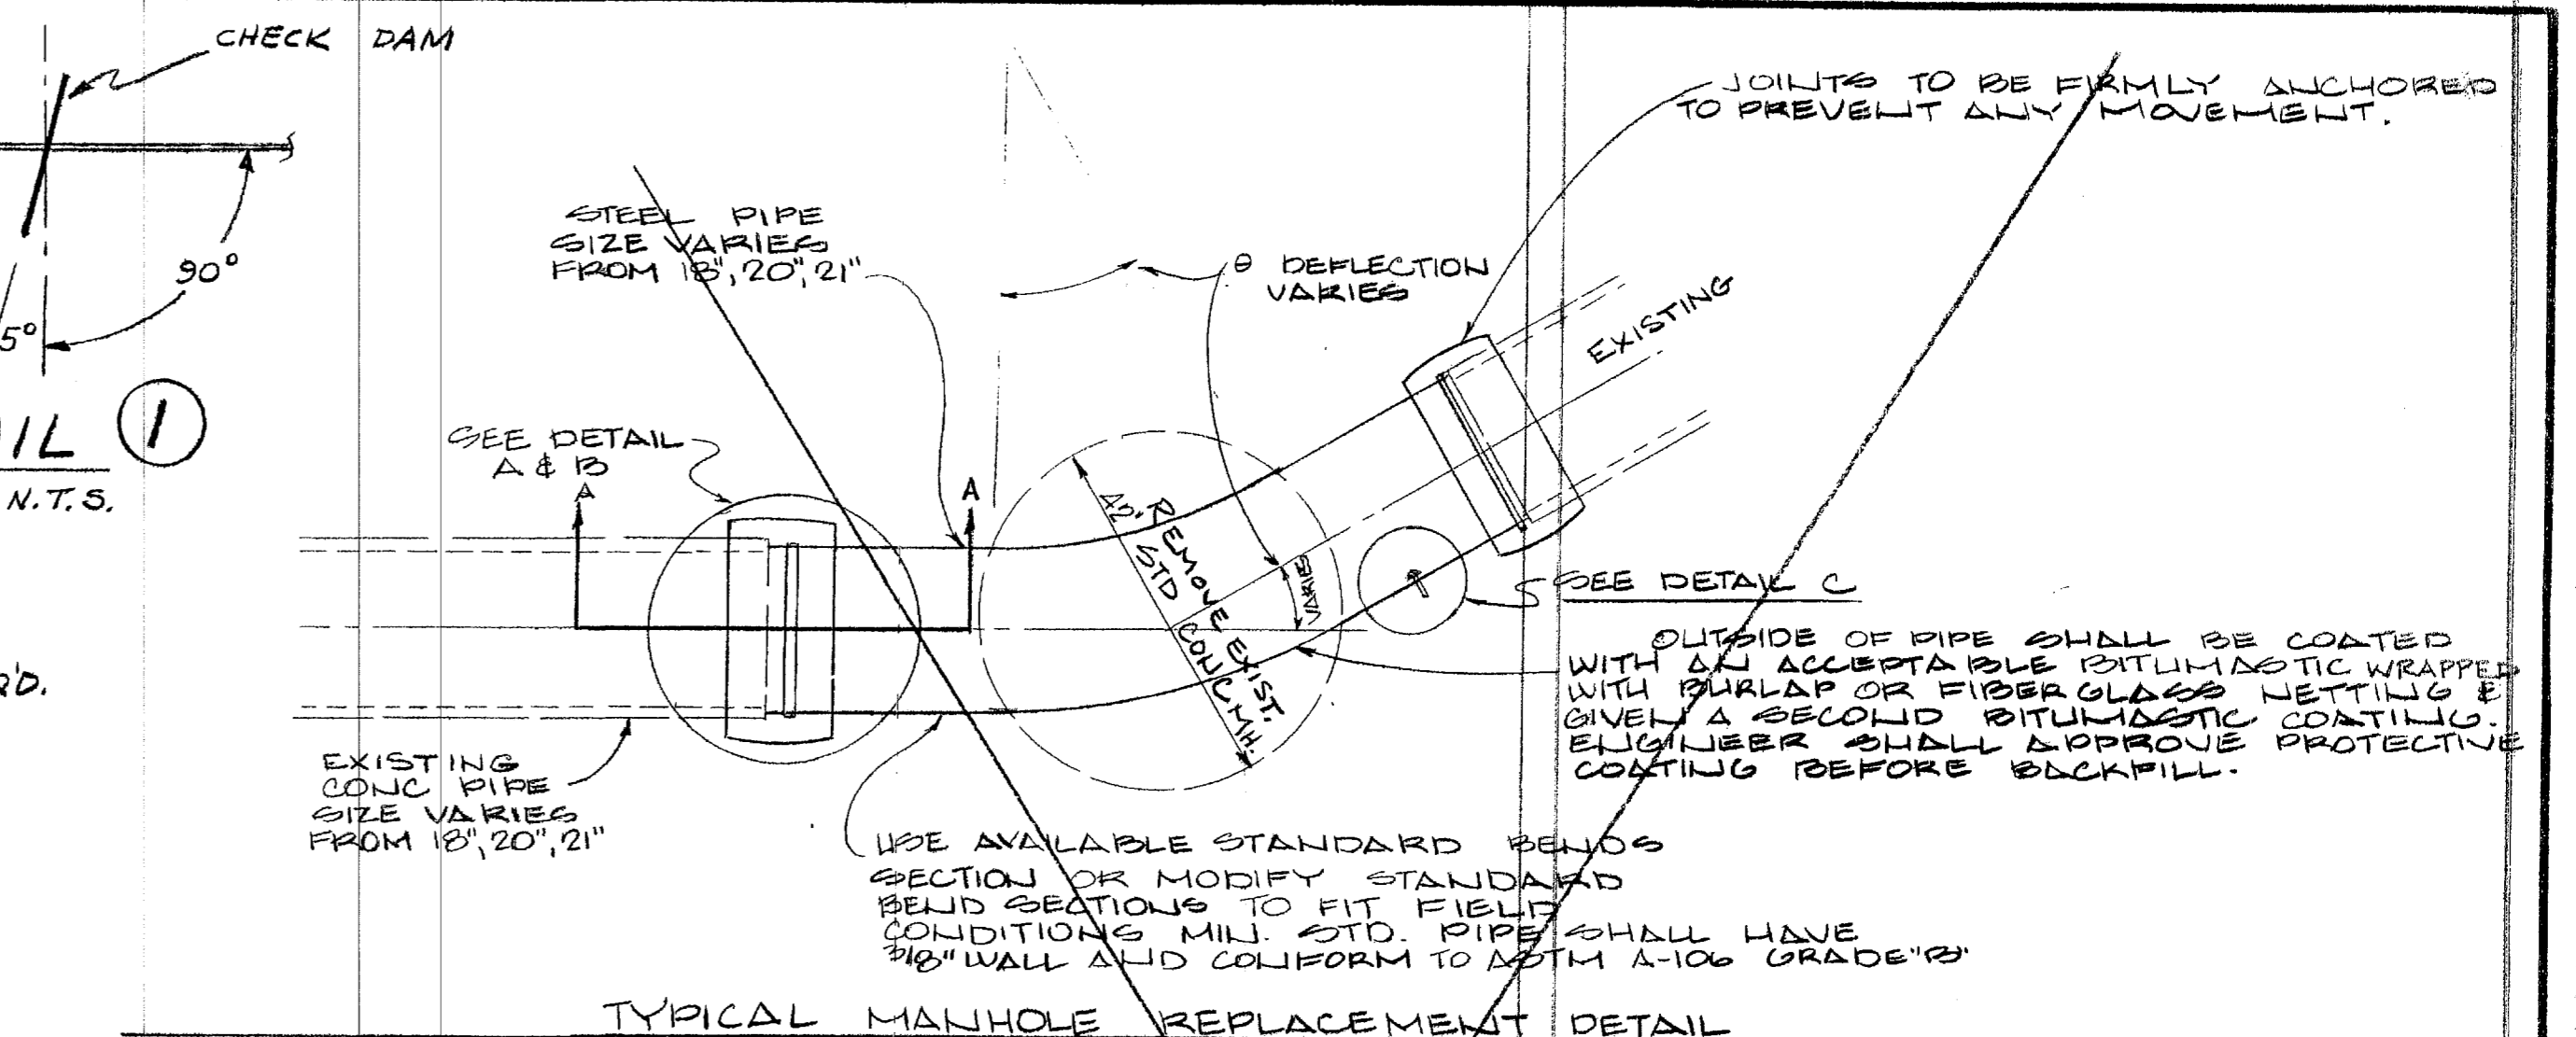 CHECK DAM
90°
5°
IL 1
N.T.S.
JOINTS TO BE FIRMLY ANCHORED
TO PREVENT ANY MOVEMENT.
STEEL PIPE
SIZE VARIES
FROM 18", 20", 21"
θ DEFLECTION
VARIES
EXISTING
SEE DETAIL
A & B
A
A
42"
REMOVE EXIST.
STD CONC MH.
VARIES
SEE DETAIL C
OUTSIDE OF PIPE SHALL BE COATED
WITH AN ACCEPTABLE BITUMASTIC WRAPPED
WITH BURLAP OR FIBER GLASS NETTING &
GIVEN A SECOND BITUMASTIC COATING.
ENGINEER SHALL APPROVE PROTECTIVE
COATING BEFORE BACKFILL.
EXISTING
CONC PIPE
SIZE VARIES
FROM 18", 20", 21"
USE AVAILABLE STANDARD BENDS
SECTION OR MODIFY STANDARD
BEND SECTIONS TO FIT FIELD
CONDITIONS MIN. STD. PIPE SHALL HAVE
3/8" WALL AND CONFORM TO ASTM A-106 GRADE "B"
TYPICAL MANHOLE REPLACEMENT DETAIL